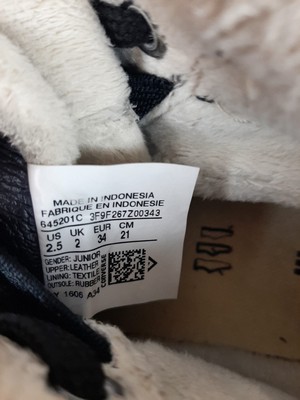 MADE IN INDONESIA
FABRIQUE EN INDONESIE
645201C 3F9F267Z00343
US UK EUR CM
2.5 2 34 21
GENDER: JUNIOR
UPPER: LEATHER
LINING: TEXTILE
OUTSOLE: RUBBER
CONVERSE
1606